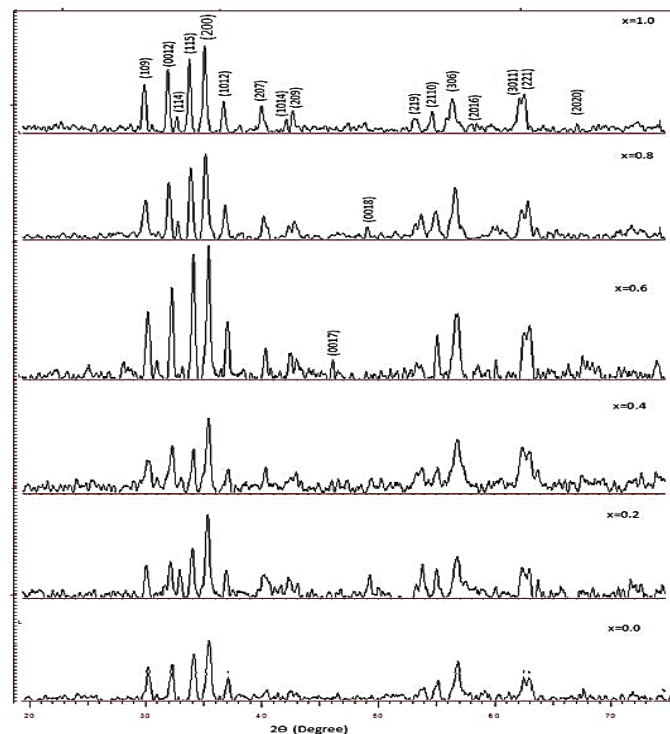 x=1.0
(109) (0012) (114) (115) (200) (1012) (207) (1014) (209) (219) (2110) (306) (2016) (3011) (221) (2020)
x=0.8
(0018)
x=0.6
(0017)
x=0.4
x=0.2
x=0.0
20 30 40 50 60 70
2Θ (Degree)